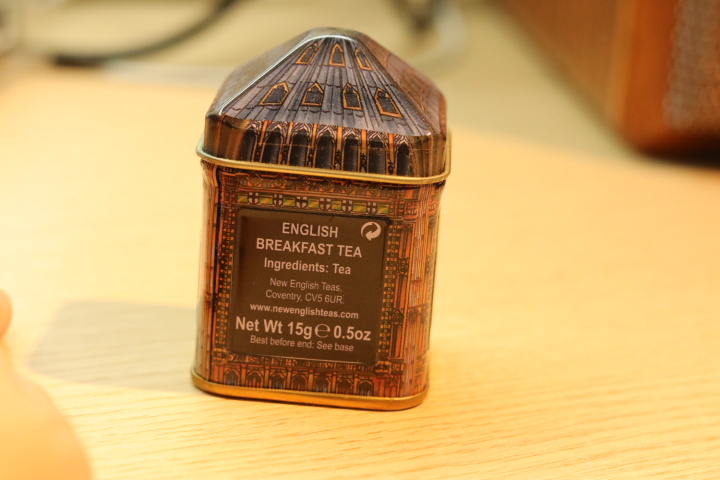 ENGLISH
BREAKFAST TEA
Ingredients: Tea
New English Teas,
Coventry, CV5 6UR.
www.newenglishteas.com
Net Wt 15g℮ 0.5oz
Best before end: See base